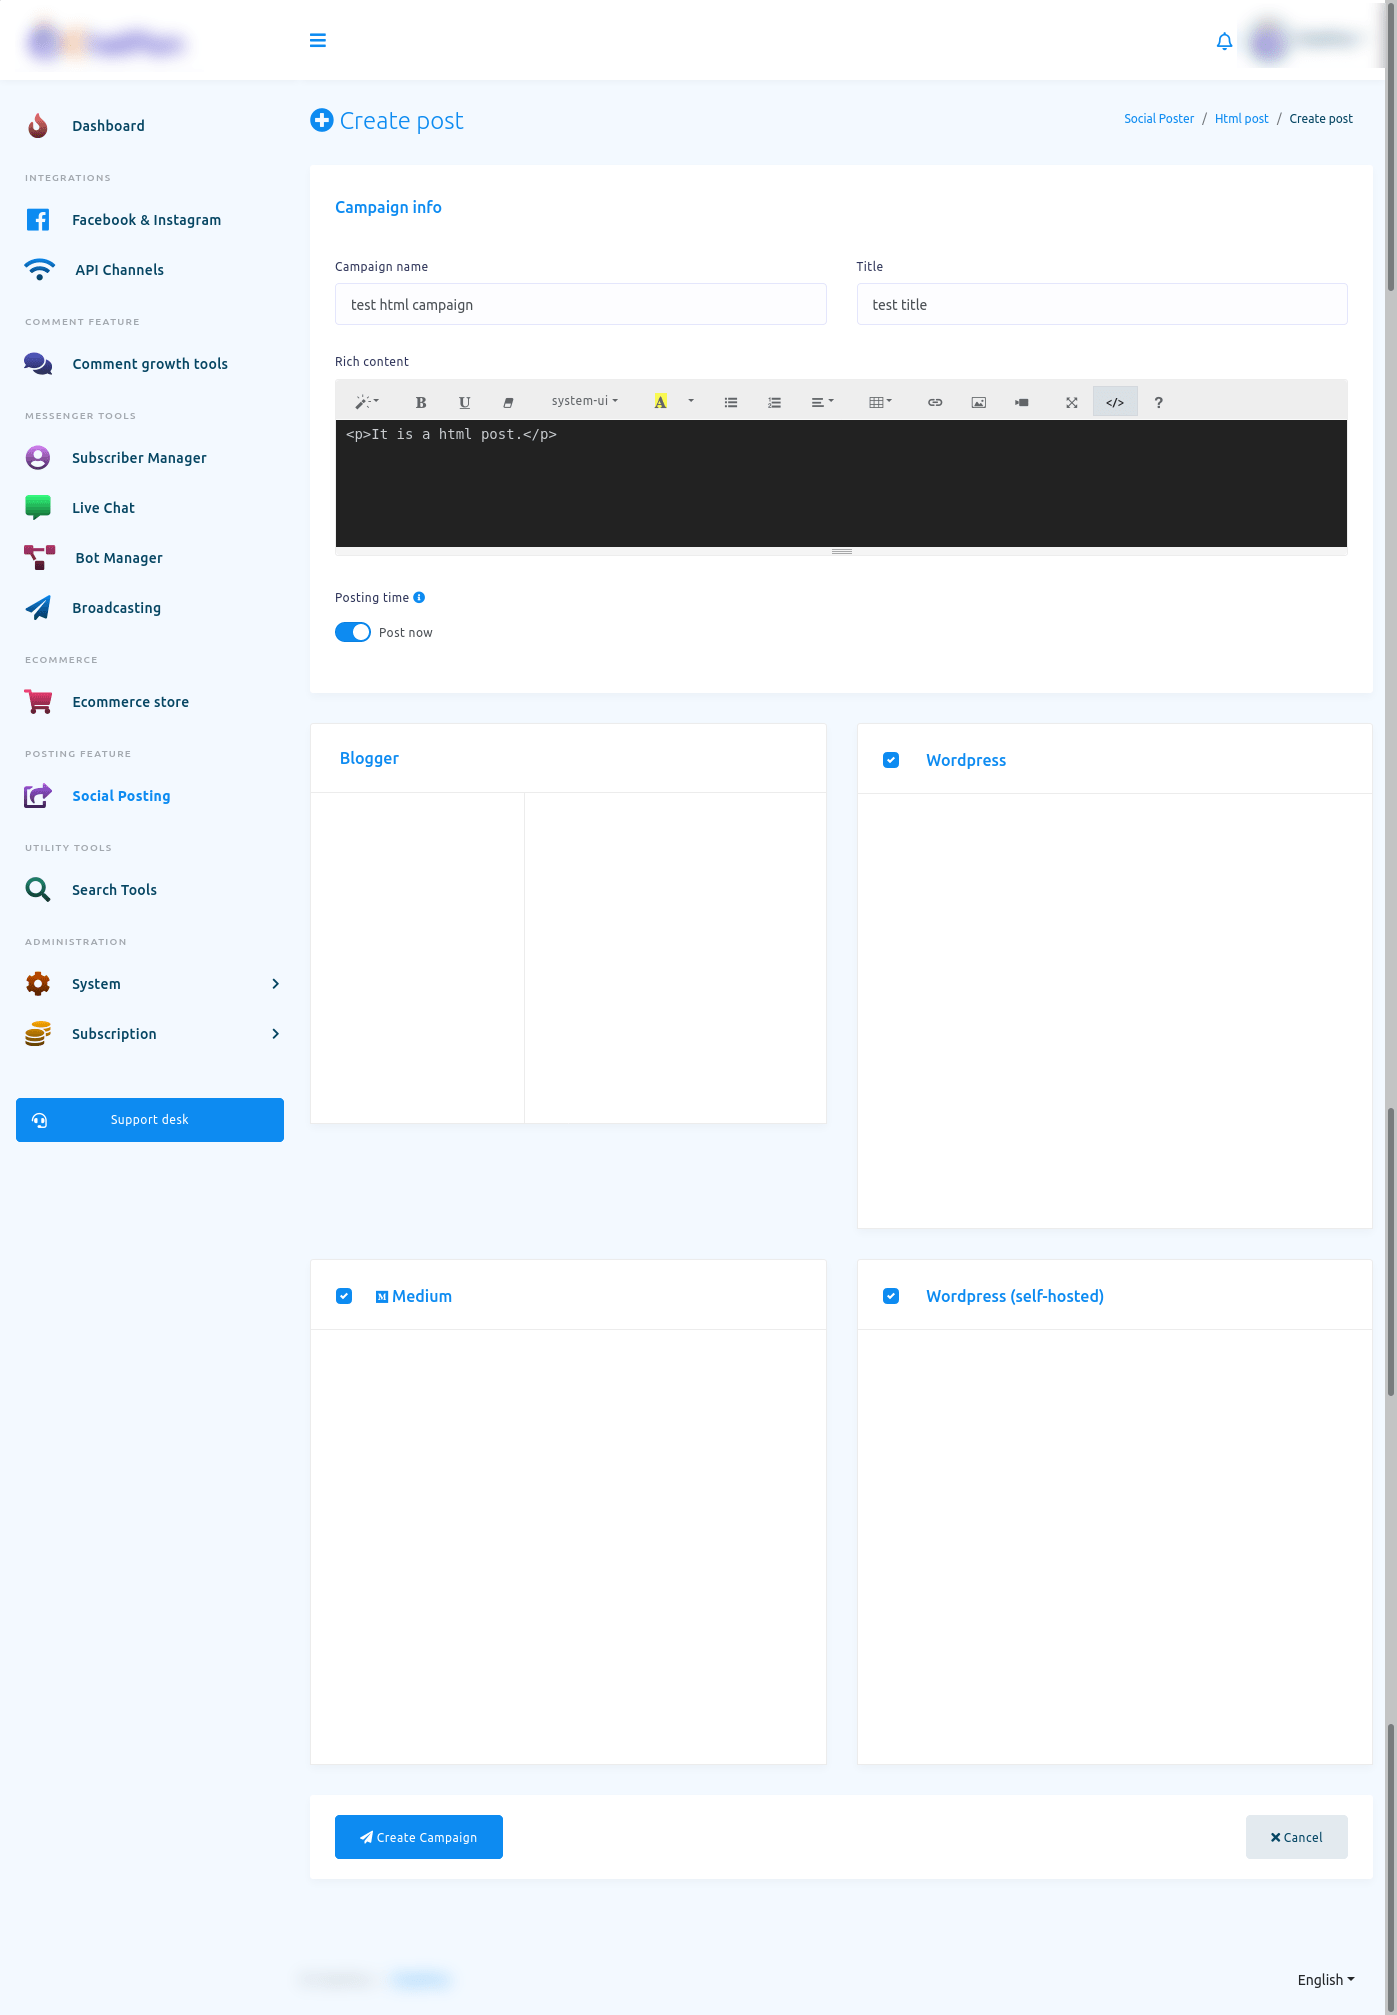 Dashboard
INTEGRATIONS
Facebook & Instagram
API Channels
COMMENT FEATURE
Comment growth tools
MESSENGER TOOLS
Subscriber Manager
Live Chat
Bot Manager
Broadcasting
ECOMMERCE
Ecommerce store
POSTING FEATURE
Social Posting
UTILITY TOOLS
Search Tools
ADMINISTRATION
System
Subscription
Support desk
Create post
Social Poster / Html post / Create post
Campaign info
Campaign name
test html campaign
Title
test title
Rich content
B U system-ui A </> ?
<p>It is a html post.</p>
Posting time
Post now
Blogger
Wordpress
Medium
Wordpress (self-hosted)
Create Campaign
Cancel
English